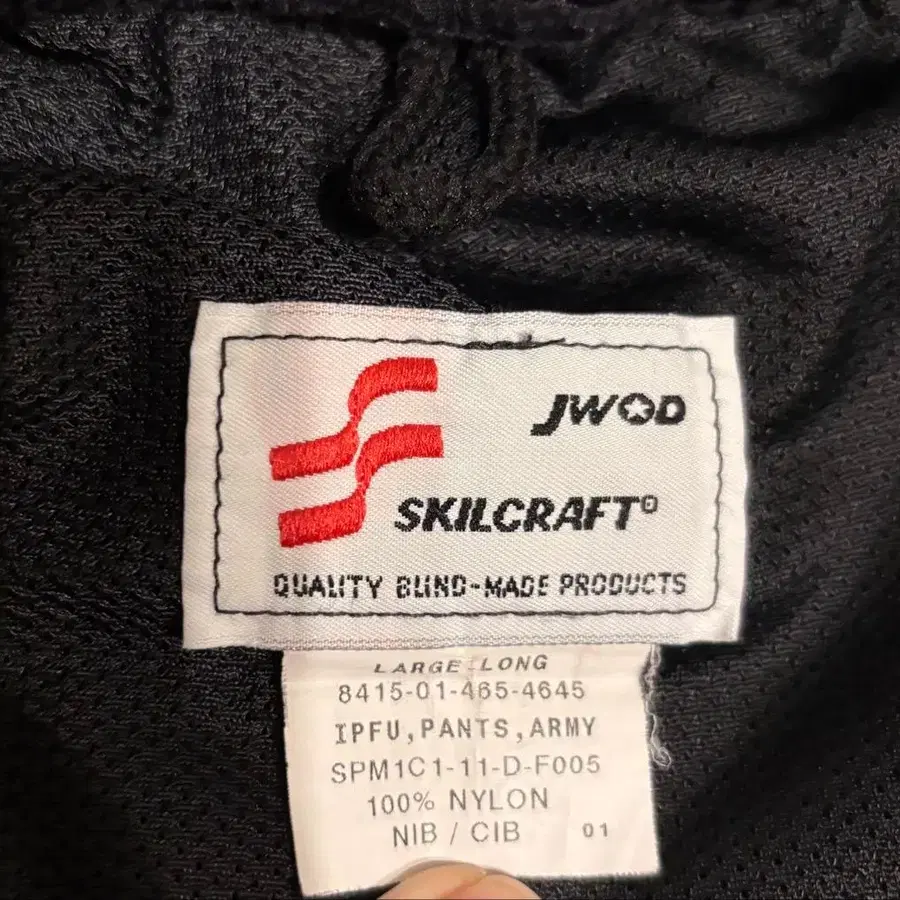 JWOD
SKILCRAFT®
QUALITY BLIND-MADE PRODUCTS
LARGE-LONG
8415-01-465-4645
IPFU,PANTS,ARMY
SPM1C1-11-D-F005
100% NYLON
NIB / CIB 01